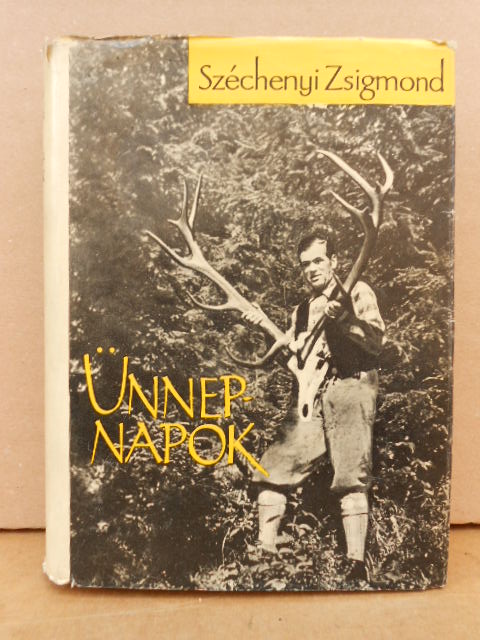 Széchenyi Zsigmond
ÜNNEP-
NAPOK